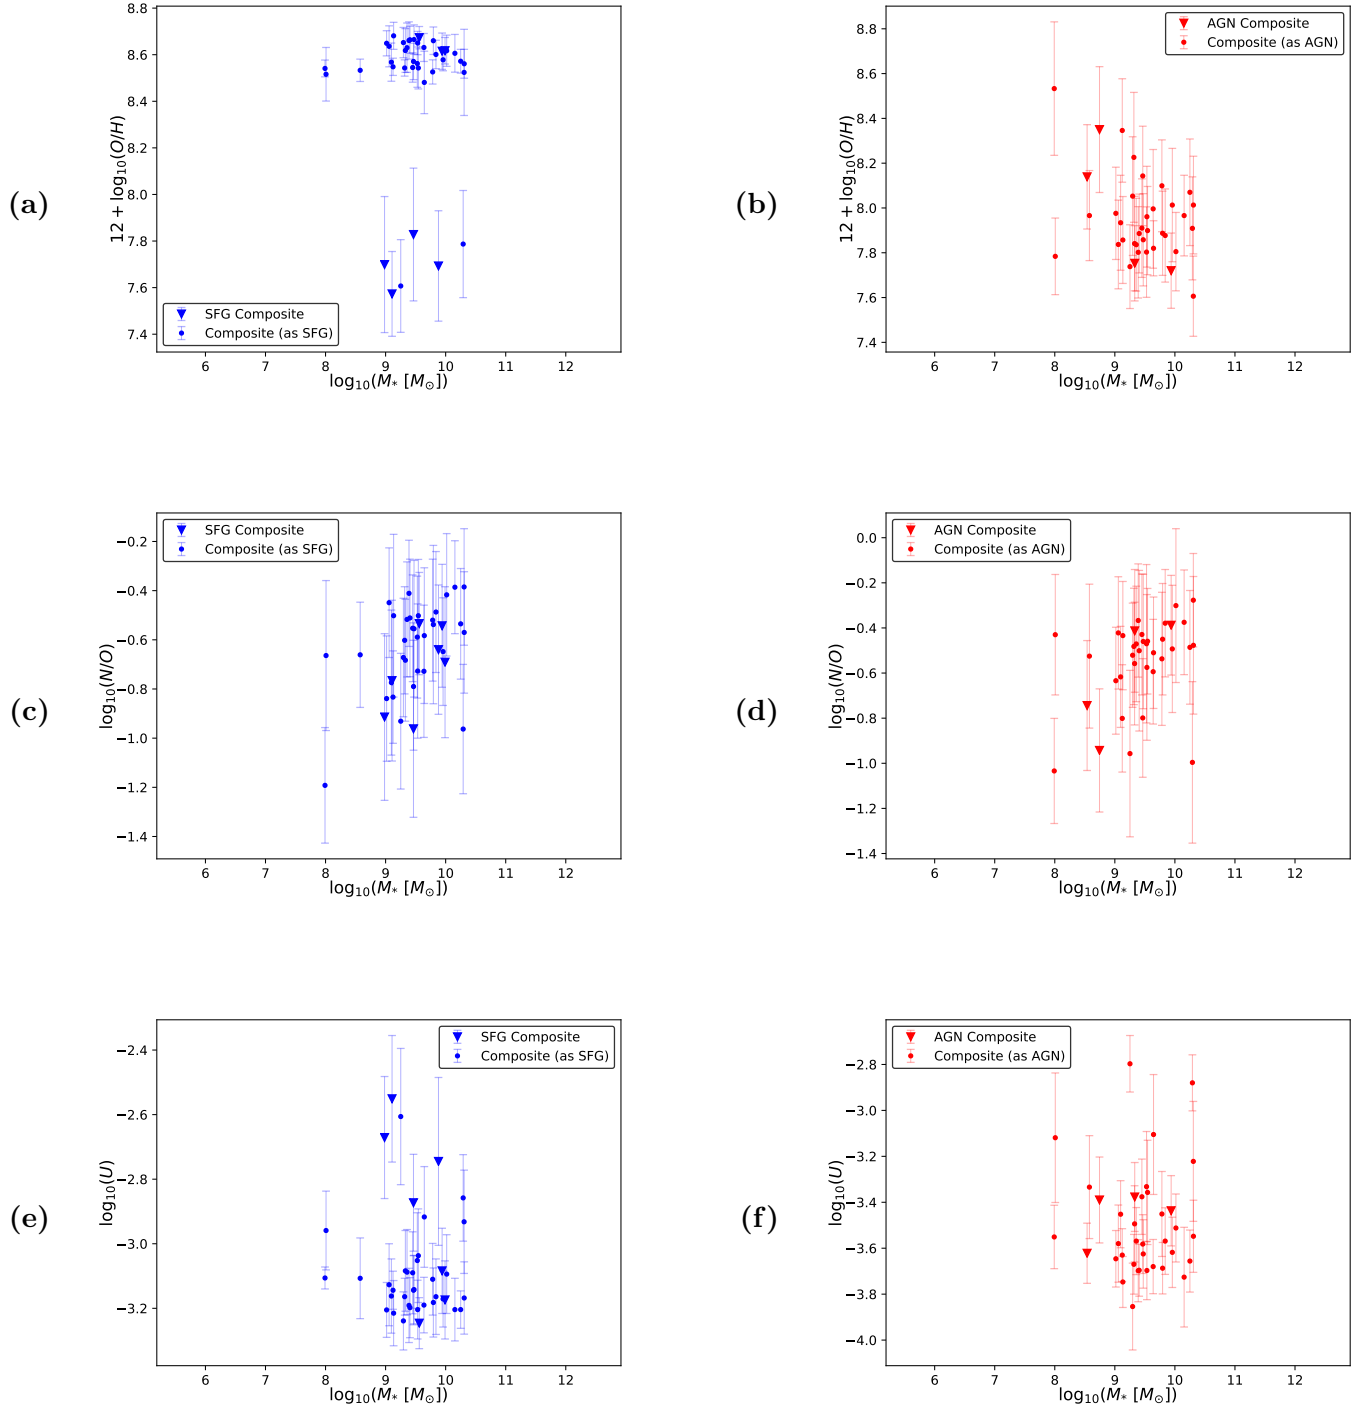 (a)
8.8
8.6
8.4
8.2
8.0
7.8
7.6
7.4
12 + log₁₀(O/H)
SFG Composite
Composite (as SFG)
6 7 8 9 10 11 12
log₁₀(M* [M⊙])
(b)
8.8
8.6
8.4
8.2
8.0
7.8
7.6
7.4
12 + log₁₀(O/H)
AGN Composite
Composite (as AGN)
6 7 8 9 10 11 12
log₁₀(M* [M⊙])
(c)
−0.2
−0.4
−0.6
−0.8
−1.0
−1.2
−1.4
log₁₀(N/O)
SFG Composite
Composite (as SFG)
6 7 8 9 10 11 12
log₁₀(M* [M⊙])
(d)
0.0
−0.2
−0.4
−0.6
−0.8
−1.0
−1.2
−1.4
log₁₀(N/O)
AGN Composite
Composite (as AGN)
6 7 8 9 10 11 12
log₁₀(M* [M⊙])
(e)
−2.4
−2.6
−2.8
−3.0
−3.2
log₁₀(U)
SFG Composite
Composite (as SFG)
6 7 8 9 10 11 12
log₁₀(M* [M⊙])
(f)
−2.8
−3.0
−3.2
−3.4
−3.6
−3.8
−4.0
log₁₀(U)
AGN Composite
Composite (as AGN)
6 7 8 9 10 11 12
log₁₀(M* [M⊙])